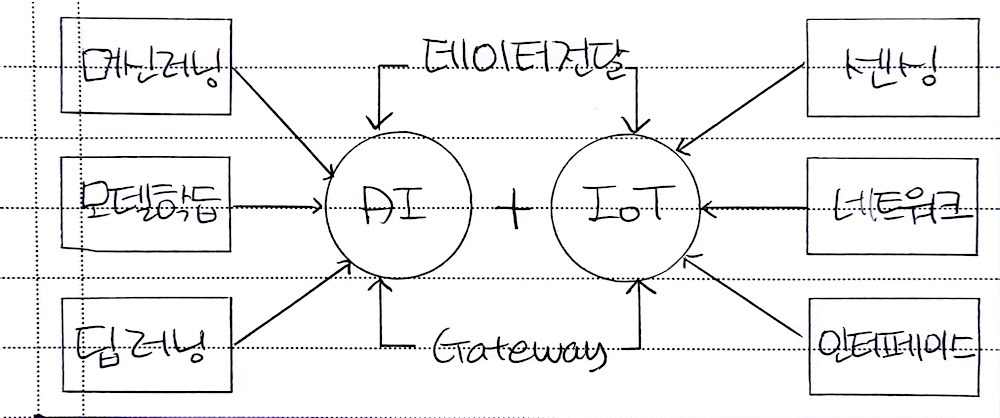 머신러닝
데이터전달
센싱
모델학습
AI + IoT
네트워크
딥러닝
Gateway
인터페이스